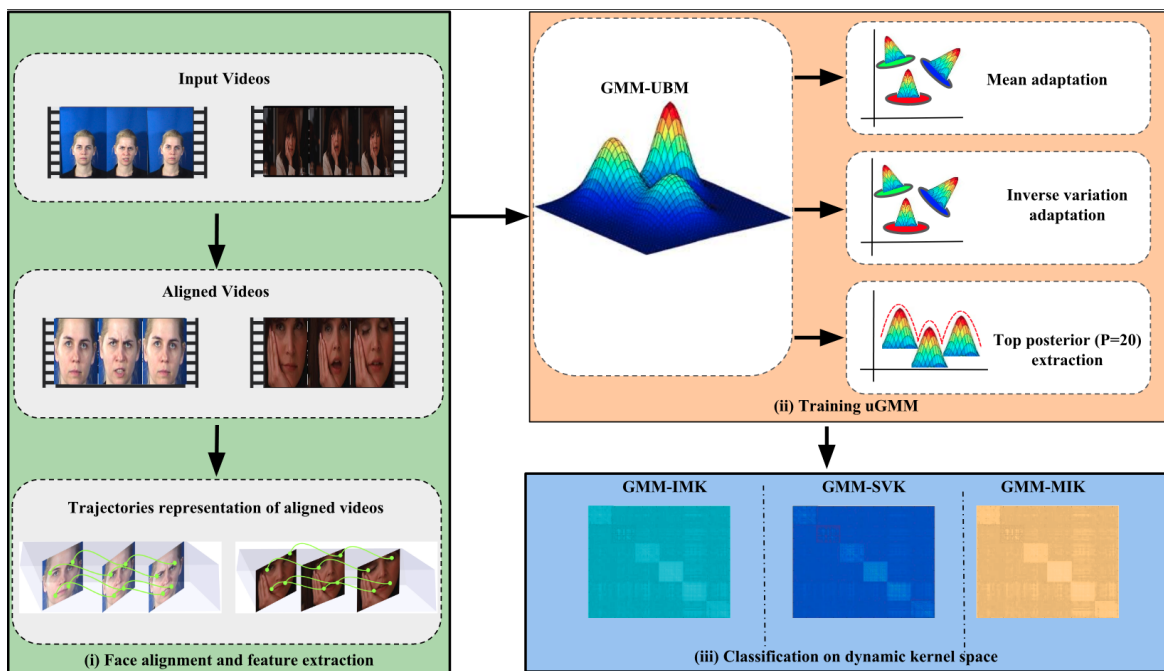 Input Videos
Aligned Videos
Trajectories representation of aligned videos
(i) Face alignment and feature extraction
GMM-UBM
Mean adaptation
Inverse variation
adaptation
Top posterior (P=20)
extraction
(ii) Training uGMM
GMM-IMK
GMM-SVK
GMM-MIK
(iii) Classification on dynamic kernel space